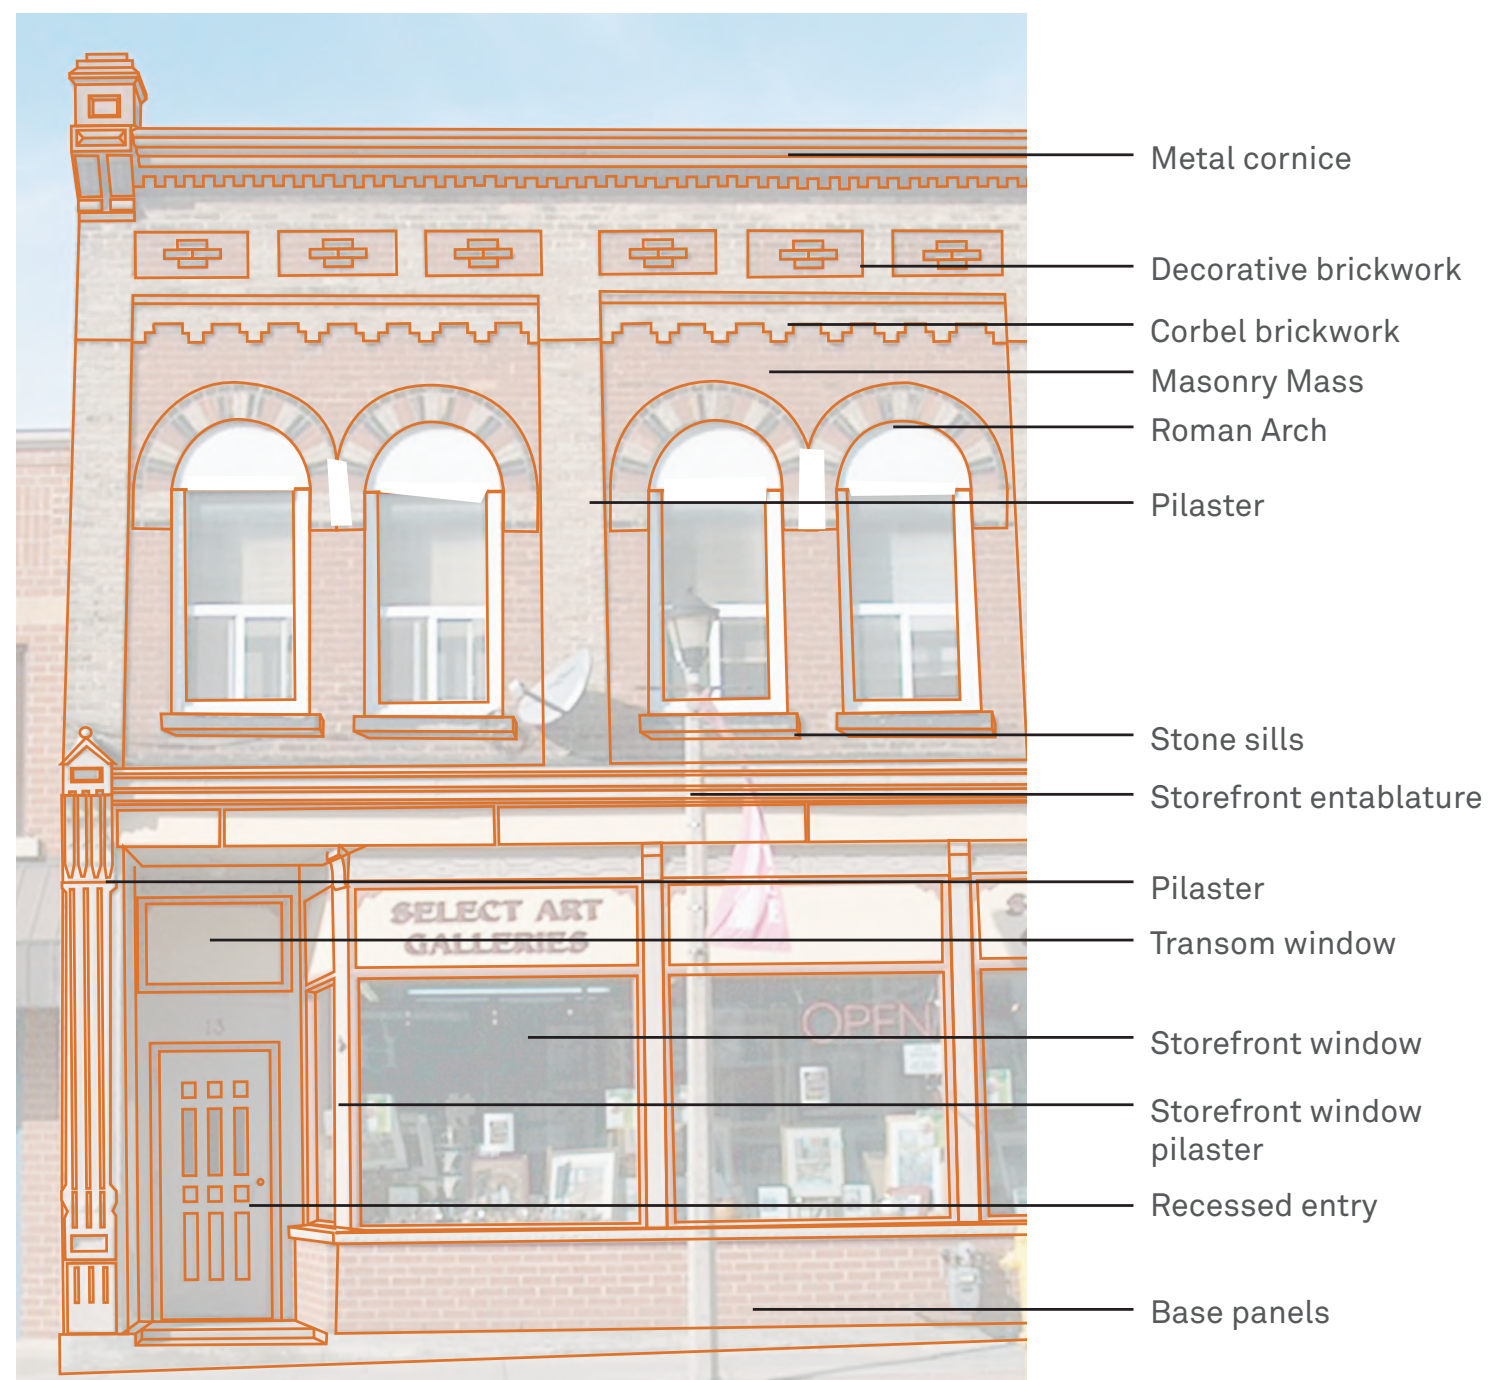 Metal cornice
Decorative brickwork
Corbel brickwork
Masonry Mass
Roman Arch
Pilaster
Stone sills
Storefront entablature
Pilaster
Transom window
Storefront window
Storefront window
pilaster
Recessed entry
Base panels
SELECT ART
GALLERIES
S
OPEN
13